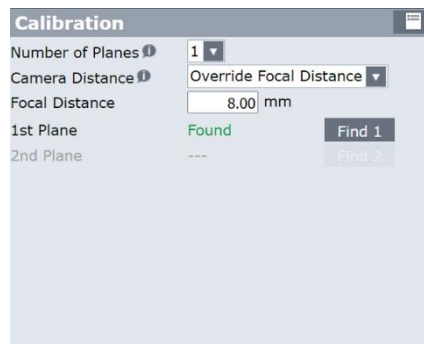 Calibration
Number of Planes 1
Camera Distance Override Focal Distance
Focal Distance 8.00 mm
1st Plane Found Find 1
2nd Plane --- Find 2